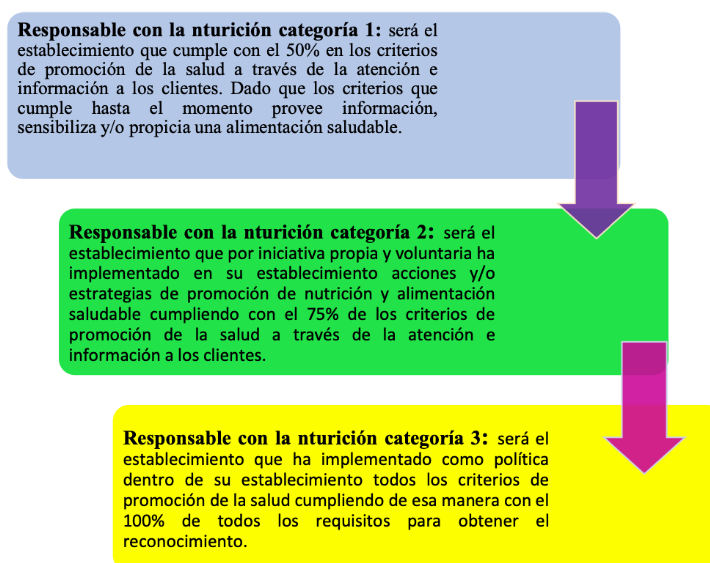 Responsable con la nturición categoría 1: será el
establecimiento que cumple con el 50% en los criterios
de promoción de la salud a través de la atención e
información a los clientes. Dado que los criterios que
cumple hasta el momento provee información,
sensibiliza y/o propicia una alimentación saludable.
Responsable con la nturición categoría 2: será el
establecimiento que por iniciativa propia y voluntaria ha
implementado en su establecimiento acciones y/o
estrategias de promoción de nutrición y alimentación
saludable cumpliendo con el 75% de los criterios de
promoción de la salud a través de la atención e
información a los clientes.
Responsable con la nturición categoría 3: será el
establecimiento que ha implementado como política
dentro de su establecimiento todos los criterios de
promoción de la salud cumpliendo de esa manera con el
100% de todos los requisitos para obtener el
reconocimiento.